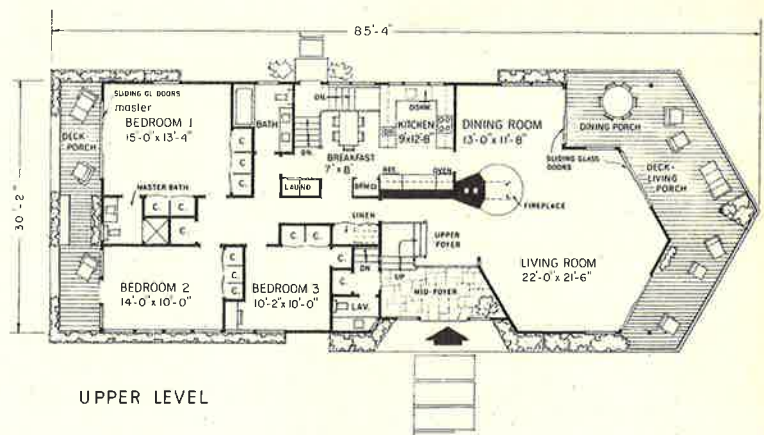 85'-4"
30'-2"
SLIDING GL DOORS
master
BEDROOM 1
15'-0" x 13'-4"
DECK-
PORCH
MASTER BATH
BATH
C.
C.
C.
C.
C.
C.
DN.
DN.
BREAKFAST
7' x 8'
LAUND
DISHW.
KITCHEN
9'x12'-8"
REF.
OVEN
DINING ROOM
13'-0" x 11'-8"
DINING PORCH
SLIDING GLASS
DOORS
DECK-
LIVING
PORCH
FIREPLACE
LINEN
UPPER
FOYER
LIVING ROOM
22'-0" x 21'-6"
BEDROOM 2
14'-0" x 10'-0"
C.
C.
C.
C.
C.
BEDROOM 3
10'-2" x 10'-0"
C.
C.
DN
UP
LAV.
MID-FOYER
UPPER LEVEL